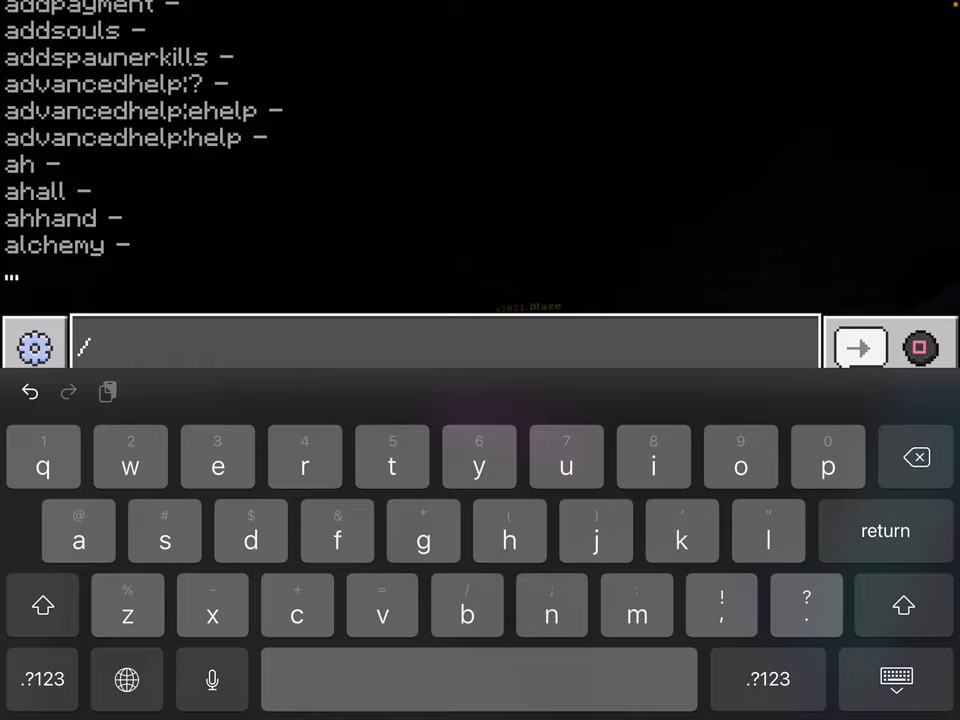 addpayment –
addsouls –
addspawnerkills –
advancedhelp:? –
advancedhelp:ehelp –
advancedhelp:help –
ah –
ahall –
ahhand –
alchemy –
...
Blaze
/
1 2 3 4 5 6 7 8 9 0
q w e r t y u i o p
@ # $ & * ( ) ' "
a s d f g h j k l return
% - + = / ; : ! ?
z x c v b n m , .
.?123 .?123